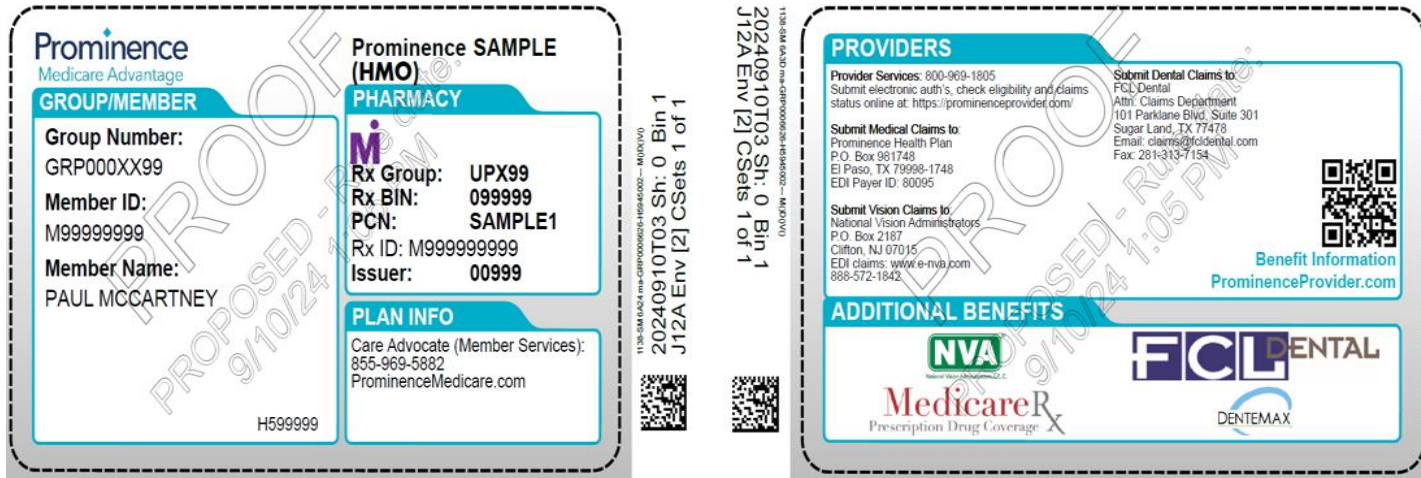 Prominence
Medicare Advantage
Prominence SAMPLE
(HMO)
GROUP/MEMBER
Group Number:
GRP000XX99
Member ID:
M99999999
Member Name:
PAUL MCCARTNEY
H599999
PHARMACY
M
Rx Group: UPX99
Rx BIN: 099999
PCN: SAMPLE1
Rx ID: M999999999
Issuer: 00999
PLAN INFO
Care Advocate (Member Services):
855-969-5882
ProminenceMedicare.com
PROOF
PROPOSED - Run date:
9/10/24 1:05 PM
20240910T03 Sh: 0 Bin 1
J12A Env [2] CSets 1 of 1
20240910T03 Sh: 0 Bin 1
J12A Env [2] CSets 1 of 1
PROVIDERS
Provider Services: 800-969-1805
Submit electronic auth's, check eligibility and claims
status online at: https://prominenceprovider.com/
Submit Medical Claims to:
Prominence Health Plan
P.O. Box 981748
El Paso, TX 79998-1748
EDI Payer ID: 80095
Submit Vision Claims to:
National Vision Administrators
P.O. Box 2187
Clifton, NJ 07015
EDI claims: www.e-nva.com
888-572-1842
Submit Dental Claims to:
FCL Dental
Attn: Claims Department
101 Parklane Blvd, Suite 301
Sugar Land, TX 77478
Email: claims@fcldental.com
Fax: 281-313-7154
Benefit Information
ProminenceProvider.com
ADDITIONAL BENEFITS
NVA
FCL DENTAL
MedicareRx
Prescription Drug Coverage
DENTEMAX
PROOF
PROPOSED - Run date:
9/10/24 1:05 PM